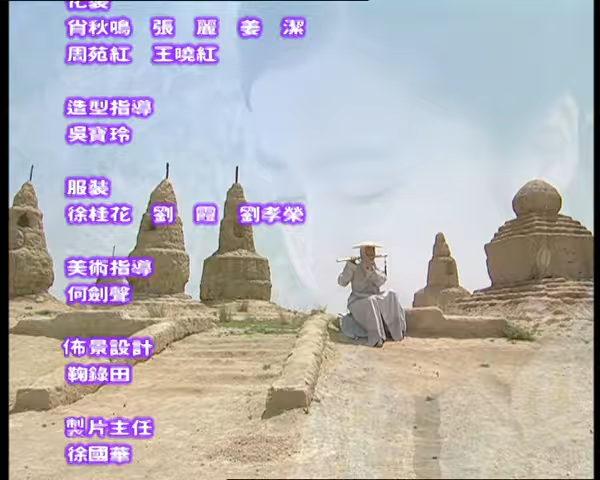 化裝
肖秋鳴 張 麗 姜 潔
周苑紅 王曉紅
造型指導
吳寶玲
服裝
徐桂花 劉 霞 劉孝榮
美術指導
何劍聲
佈景設計
鞠錄田
製片主任
徐國華